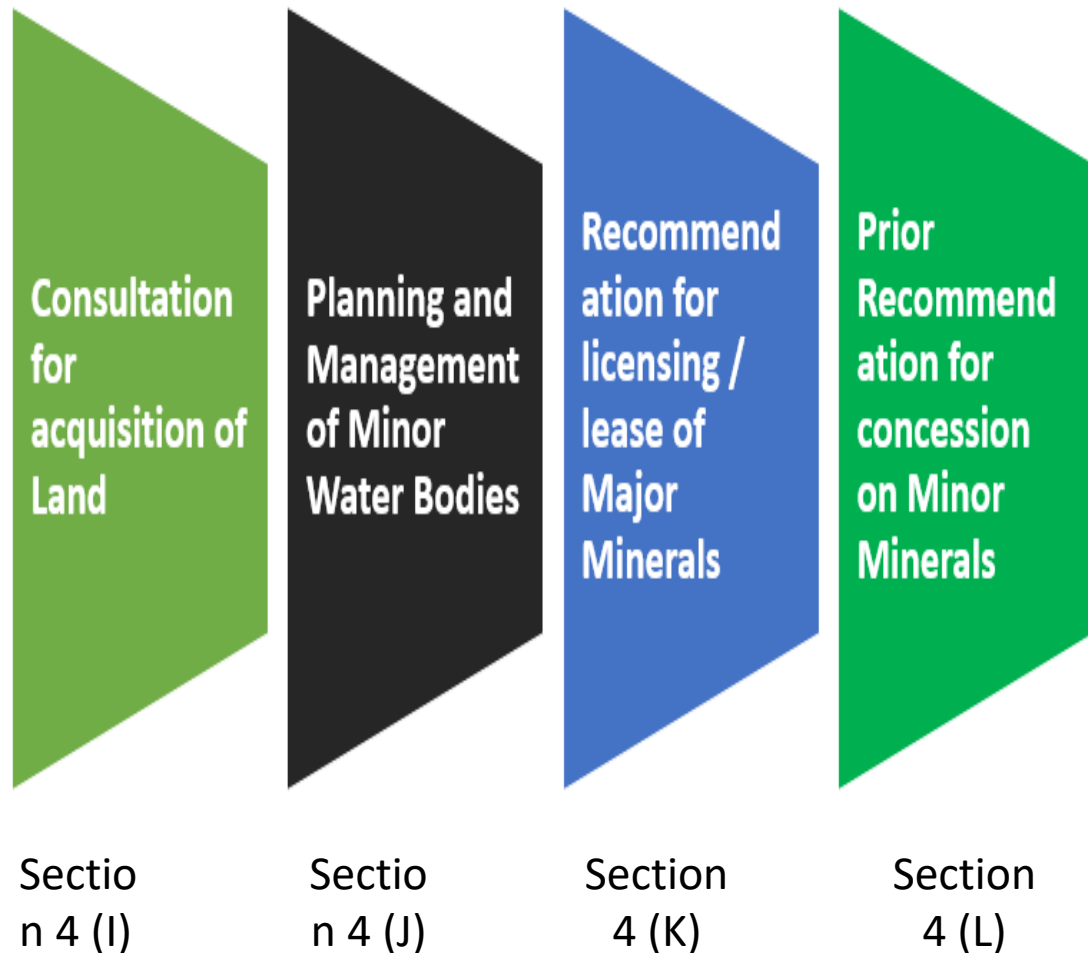 Consultation
for
acquisition of
Land
Planning and
Management
of Minor
Water Bodies
Recommend
ation for
licensing /
lease of
Major
Minerals
Prior
Recommend
ation for
concession
on Minor
Minerals
Sectio
n 4 (I)
Sectio
n 4 (J)
Section
4 (K)
Section
4 (L)